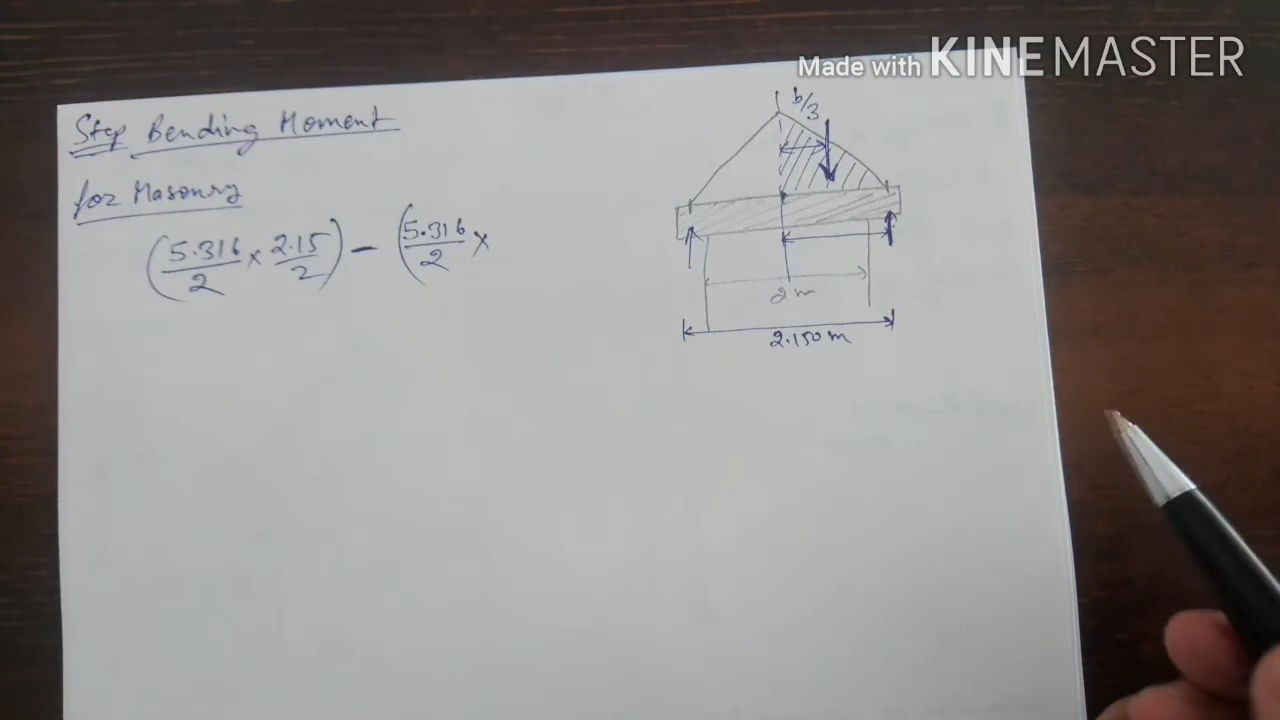 Made with KINEMASTER
Step Bending Moment
for Masonry
(5.316/2 × 2.15/2) - (5.316/2 ×
b/3
2m
2.150m